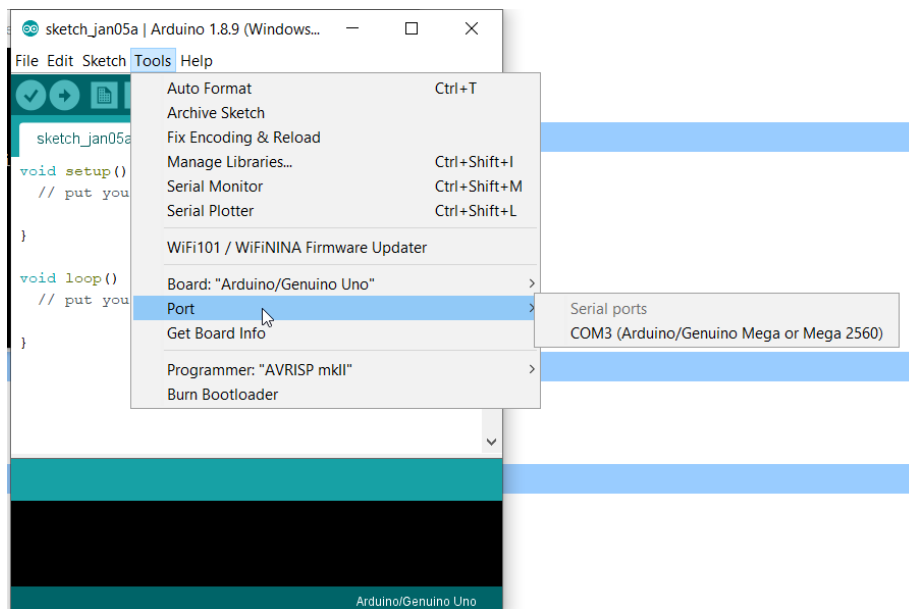 sketch_jan05a | Arduino 1.8.9 (Windows...
File Edit Sketch Tools Help
Auto Format Ctrl+T
Archive Sketch
Fix Encoding & Reload
Manage Libraries... Ctrl+Shift+I
Serial Monitor Ctrl+Shift+M
Serial Plotter Ctrl+Shift+L
WiFi101 / WiFiNINA Firmware Updater
Board: "Arduino/Genuino Uno"
Port
Get Board Info
Programmer: "AVRISP mkII"
Burn Bootloader
Serial ports
COM3 (Arduino/Genuino Mega or Mega 2560)
sketch_jan05a
void setup()
// put you
}
void loop()
// put you
}
Arduino/Genuino Uno